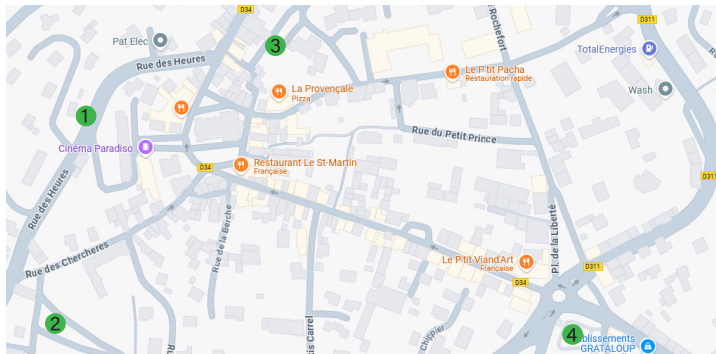 D34
Rochefort
D311
Pat Elec
3
TotalEnergies
Rue des Heures
Le P'tit Pacha
Restauration rapide
La Provençale
Pizza
Wash
1
Rue du Petit Prince
Cinéma Paradiso
D34
Restaurant Le St-Martin
Française
D311
Rue des Heures
Rue de la Berche
Pl. de la Liberté
Le P'tit Viand'Art
Française
Rue des Chercheres
D311
D34
2
4
Chippier
Carrel
GRATALOUP